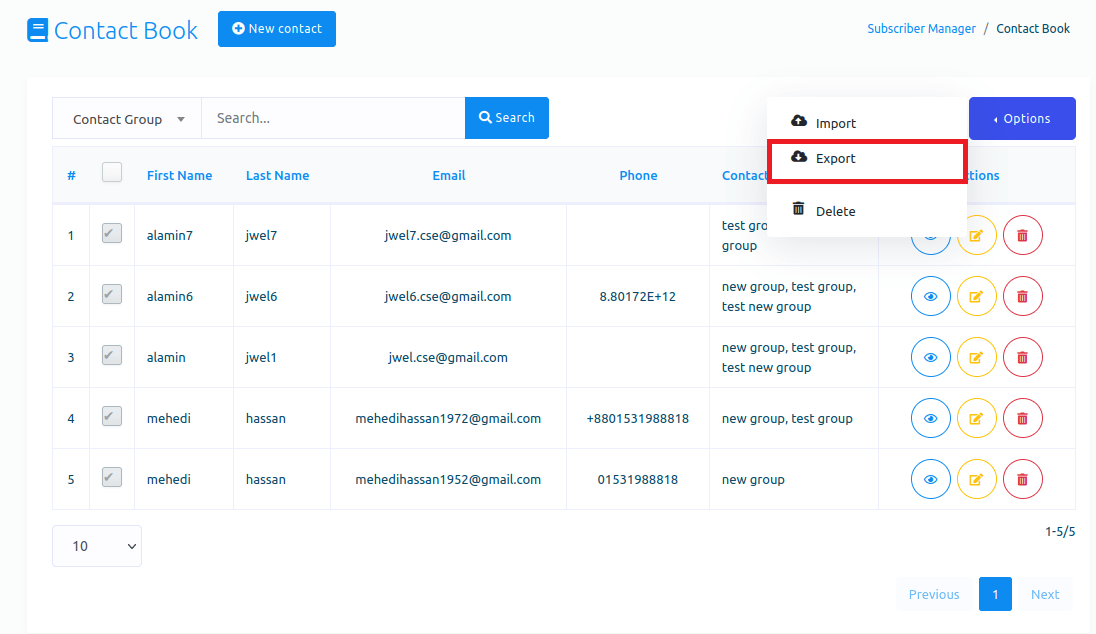 Contact Book
New contact
Subscriber Manager / Contact Book
Contact Group
Search...
Search
Options
Import
Export
Delete
# First Name Last Name Email Phone Contact tions
1 alamin7 jwel7 jwel7.cse@gmail.com test gro
group
2 alamin6 jwel6 jwel6.cse@gmail.com 8.80172E+12 new group, test group,
test new group
3 alamin jwel1 jwel.cse@gmail.com new group, test group,
test new group
4 mehedi hassan mehedihassan1972@gmail.com +8801531988818 new group, test group
5 mehedi hassan mehedihassan1952@gmail.com 01531988818 new group
10
1-5/5
Previous 1 Next